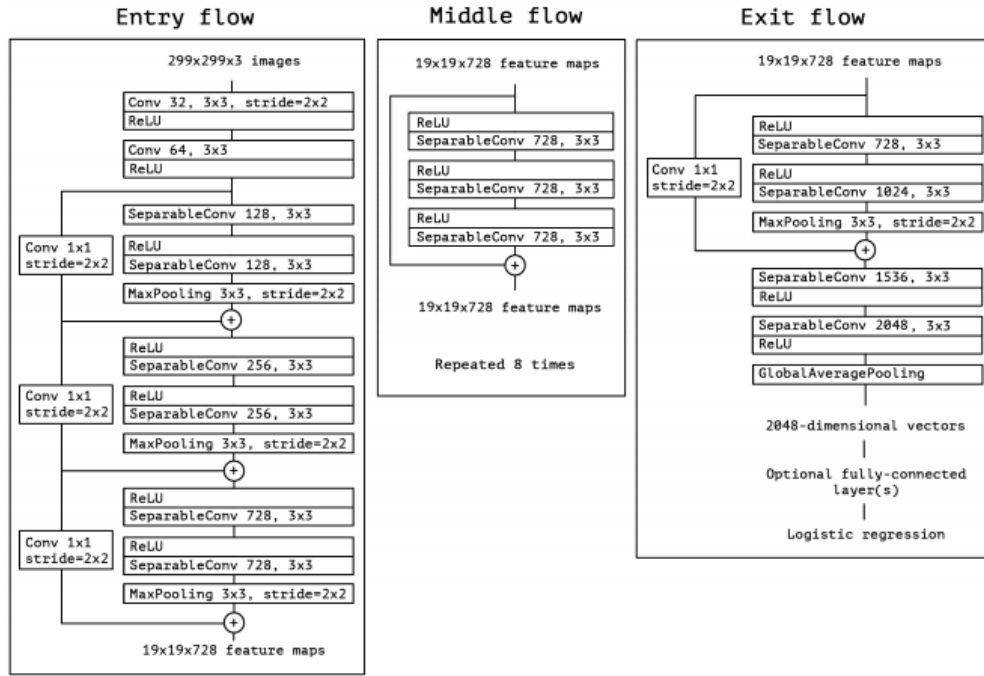 Entry flow
299x299x3 images
Conv 32, 3x3, stride=2x2
ReLU
Conv 64, 3x3
ReLU
SeparableConv 128, 3x3
Conv 1x1
stride=2x2
ReLU
SeparableConv 128, 3x3
MaxPooling 3x3, stride=2x2
+
ReLU
SeparableConv 256, 3x3
Conv 1x1
stride=2x2
ReLU
SeparableConv 256, 3x3
MaxPooling 3x3, stride=2x2
+
ReLU
SeparableConv 728, 3x3
Conv 1x1
stride=2x2
ReLU
SeparableConv 728, 3x3
MaxPooling 3x3, stride=2x2
+
19x19x728 feature maps
Middle flow
19x19x728 feature maps
ReLU
SeparableConv 728, 3x3
ReLU
SeparableConv 728, 3x3
ReLU
SeparableConv 728, 3x3
+
19x19x728 feature maps
Repeated 8 times
Exit flow
19x19x728 feature maps
ReLU
SeparableConv 728, 3x3
Conv 1x1
stride=2x2
ReLU
SeparableConv 1024, 3x3
MaxPooling 3x3, stride=2x2
+
SeparableConv 1536, 3x3
ReLU
SeparableConv 2048, 3x3
ReLU
GlobalAveragePooling
2048-dimensional vectors
Optional fully-connected
layer(s)
Logistic regression